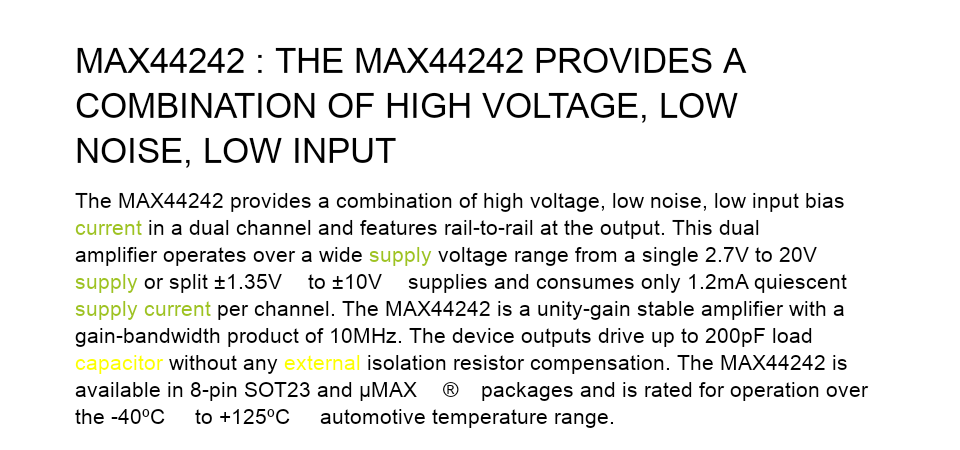 MAX44242 : THE MAX44242 PROVIDES A
COMBINATION OF HIGH VOLTAGE, LOW
NOISE, LOW INPUT
The MAX44242 provides a combination of high voltage, low noise, low input bias
current in a dual channel and features rail-to-rail at the output. This dual
amplifier operates over a wide supply voltage range from a single 2.7V to 20V
supply or split ±1.35V to ±10V supplies and consumes only 1.2mA quiescent
supply current per channel. The MAX44242 is a unity-gain stable amplifier with a
gain-bandwidth product of 10MHz. The device outputs drive up to 200pF load
capacitor without any external isolation resistor compensation. The MAX44242 is
available in 8-pin SOT23 and µMAX ® packages and is rated for operation over
the -40ºC to +125ºC automotive temperature range.